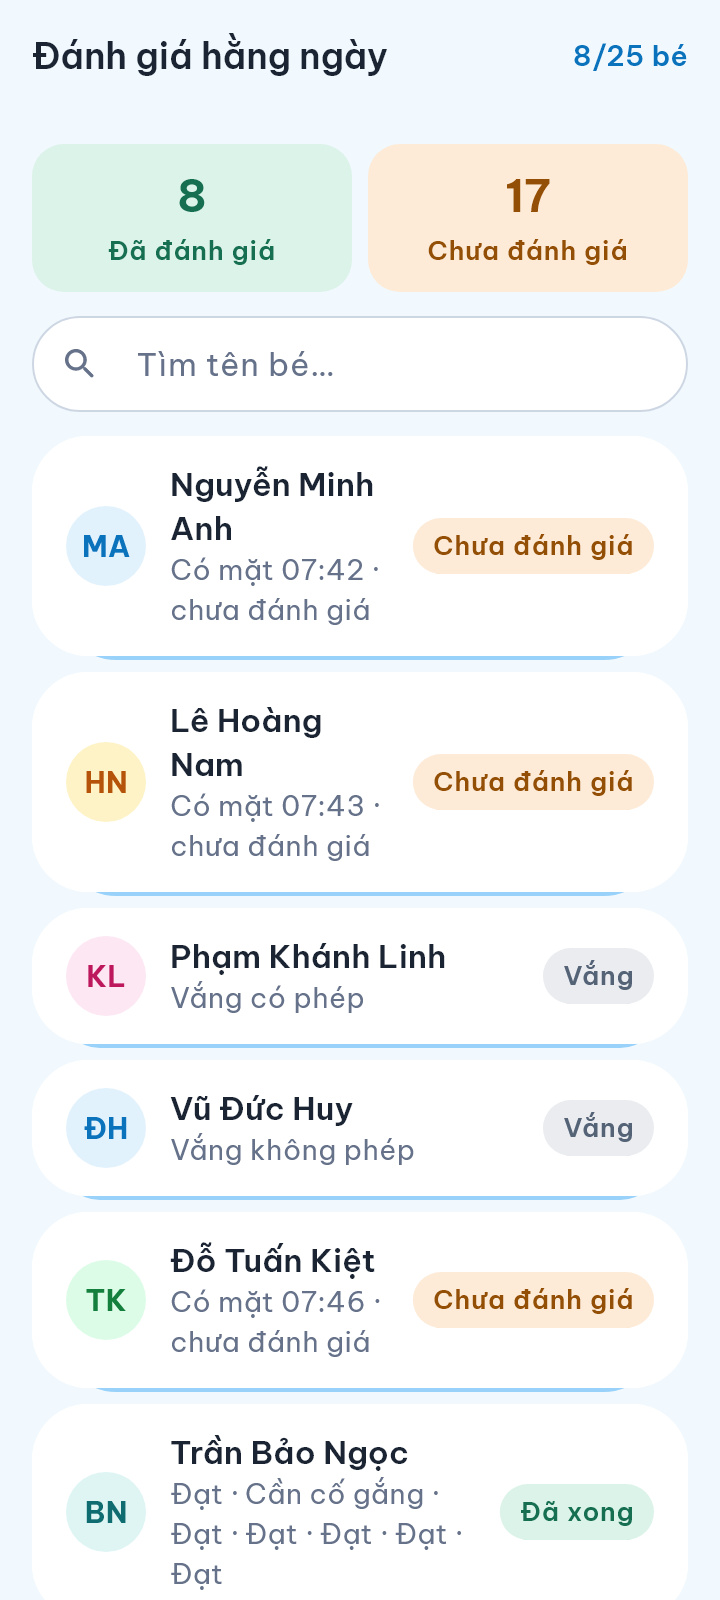 Đánh giá hằng ngày
8/25 bé
8
Đã đánh giá
17
Chưa đánh giá
Tìm tên bé...
MA
Nguyễn Minh
Anh
Có mặt 07:42 ·
chưa đánh giá
Chưa đánh giá
HN
Lê Hoàng
Nam
Có mặt 07:43 ·
chưa đánh giá
Chưa đánh giá
KL
Phạm Khánh Linh
Vắng có phép
Vắng
ĐH
Vũ Đức Huy
Vắng không phép
Vắng
TK
Đỗ Tuấn Kiệt
Có mặt 07:46 ·
chưa đánh giá
Chưa đánh giá
BN
Trần Bảo Ngọc
Đạt · Cần cố gắng ·
Đạt · Đạt · Đạt · Đạt ·
Đạt
Đã xong